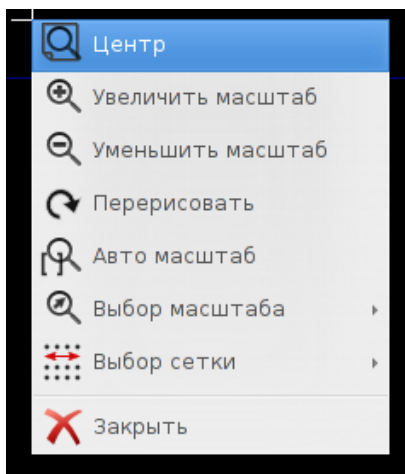 Центр
Увеличить масштаб
Уменьшить масштаб
Перерисовать
Авто масштаб
Выбор масштаба
Выбор сетки
Закрыть